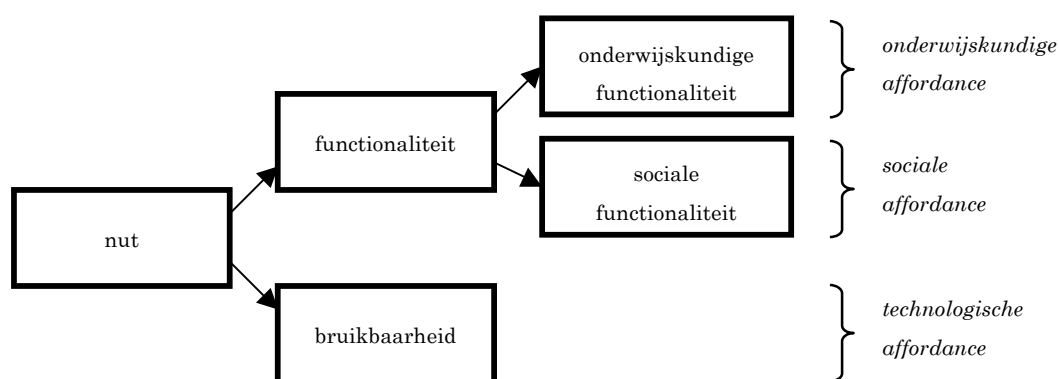 onderwijskundige
functionaliteit
onderwijskundige
affordance
functionaliteit
sociale
functionaliteit
sociale
affordance
nut
bruikbaarheid
technologische
affordance